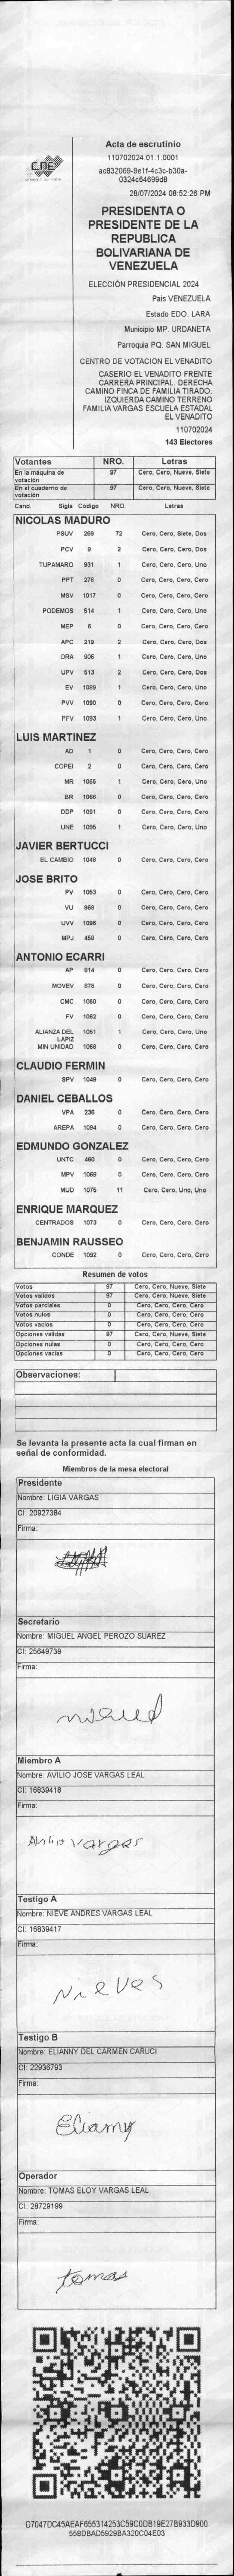 CNE
Acta de escrutinio
110702024.01.1.0001
ac832069-9e1f-4c3c-b30a-
0324c64699d8
28/07/2024 08:52:26 PM
PRESIDENTA O
PRESIDENTE DE LA
REPUBLICA
BOLIVARIANA DE
VENEZUELA
ELECCIÓN PRESIDENCIAL 2024
País VENEZUELA
Estado EDO. LARA
Municipio MP. URDANETA
Parroquia PQ. SAN MIGUEL
CENTRO DE VOTACION EL VENADITO
CASERIO EL VENADITO FRENTE
CARRERA PRINCIPAL. DERECHA
CAMINO FINCA DE FAMILIA TIRADO.
IZQUIERDA CAMINO TERRENO
FAMILIA VARGAS ESCUELA ESTADAL
EL VENADITO
110702024
143 Electores
Votantes NRO. Letras
En la máquina de votación 97 Cero, Cero, Nueve, Siete
En el cuaderno de votación 97 Cero, Cero, Nueve, Siete
Cand. Sigla Código NRO. Letras
NICOLAS MADURO
PSUV 269 72 Cero, Cero, Siete, Dos
PCV 9 2 Cero, Cero, Cero, Dos
TUPAMARO 931 1 Cero, Cero, Cero, Uno
PPT 276 0 Cero, Cero, Cero, Cero
MSV 1017 0 Cero, Cero, Cero, Cero
PODEMOS 514 1 Cero, Cero, Cero, Uno
MEP 6 0 Cero, Cero, Cero, Cero
APC 219 2 Cero, Cero, Cero, Dos
ORA 906 1 Cero, Cero, Cero, Uno
UPV 513 2 Cero, Cero, Cero, Dos
EV 1089 1 Cero, Cero, Cero, Uno
PVV 1090 0 Cero, Cero, Cero, Cero
PFV 1093 1 Cero, Cero, Cero, Uno
LUIS MARTINEZ
AD 1 0 Cero, Cero, Cero, Cero
COPEI 2 0 Cero, Cero, Cero, Cero
MR 1066 1 Cero, Cero, Cero, Uno
BR 0 Cero, Cero, Cero, Cero
DDP 1091 0 Cero, Cero, Cero, Cero
UNE 1095 1 Cero, Cero, Cero, Uno
JAVIER BERTUCCI
EL CAMBIO 1048 0 Cero, Cero, Cero, Cero
JOSE BRITO
PV 1053 0 Cero, Cero, Cero, Cero
VU 868 0 Cero, Cero, Cero, Cero
UVV 1096 0 Cero, Cero, Cero, Cero
MPJ 458 0 Cero, Cero, Cero, Cero
ANTONIO ECARRI
AP 914 0 Cero, Cero, Cero, Cero
MOVEV 978 0 Cero, Cero, Cero, Cero
CMC 1050 0 Cero, Cero, Cero, Cero
FV 1062 0 Cero, Cero, Cero, Cero
ALIANZA DEL 1051 1 Cero, Cero, Cero, Uno
LAPIZ
MIN UNIDAD 1068 0 Cero, Cero, Cero, Cero
CLAUDIO FERMIN
SPV 1049 0 Cero, Cero, Cero, Cero
DANIEL CEBALLOS
VPA 236 0 Cero, Cero, Cero, Cero
AREPA 1094 0 Cero, Cero, Cero, Cero
EDMUNDO GONZALEZ
UNTC 460 0 Cero, Cero, Cero, Cero
MPV 1069 0 Cero, Cero, Cero, Cero
MUD 1075 11 Cero, Cero, Uno, Uno
ENRIQUE MARQUEZ
CENTRADOS 1073 0 Cero, Cero, Cero, Cero
BENJAMIN RAUSSEO
CONDE 1092 0 Cero, Cero, Cero, Cero
Resumen de votos
Votos 97 Cero, Cero, Nueve, Siete
Votos validos 97 Cero, Cero, Nueve, Siete
Votos parciales 0 Cero, Cero, Cero, Cero
Votos nulos 0 Cero, Cero, Cero, Cero
Votos vacios 0 Cero, Cero, Cero, Cero
Opciones validas 97 Cero, Cero, Nueve, Siete
Opciones nulas 0 Cero, Cero, Cero, Cero
Opciones vacias 0 Cero, Cero, Cero, Cero
Observaciones:
Se levanta la presente acta la cual firman en
señal de conformidad.
Miembros de la mesa electoral
Presidente
Nombre: LIGIA VARGAS
CI: 20927384
Firma:
Secretario
Nombre: MIGUEL ANGEL PEROZO SUAREZ
CI: 25649739
Firma:
Miembro A
Nombre: AVILIO JOSE VARGAS LEAL
CI: 16839418
Firma:
Avilio vargas
Testigo A
Nombre: NIEVE ANDRES VARGAS LEAL
CI: 16839417
Firma:
Nieves
Testigo B
Nombre: ELIANNY DEL CARMEN CARUCI
CI: 22936793
Firma:
Elianny
Operador
Nombre: TOMAS ELOY VARGAS LEAL
CI: 28729199
Firma:
tomas
D7047DC45AEAF655314253C59C0DB19E27B933D900
558DBAD5929BA320C04E03